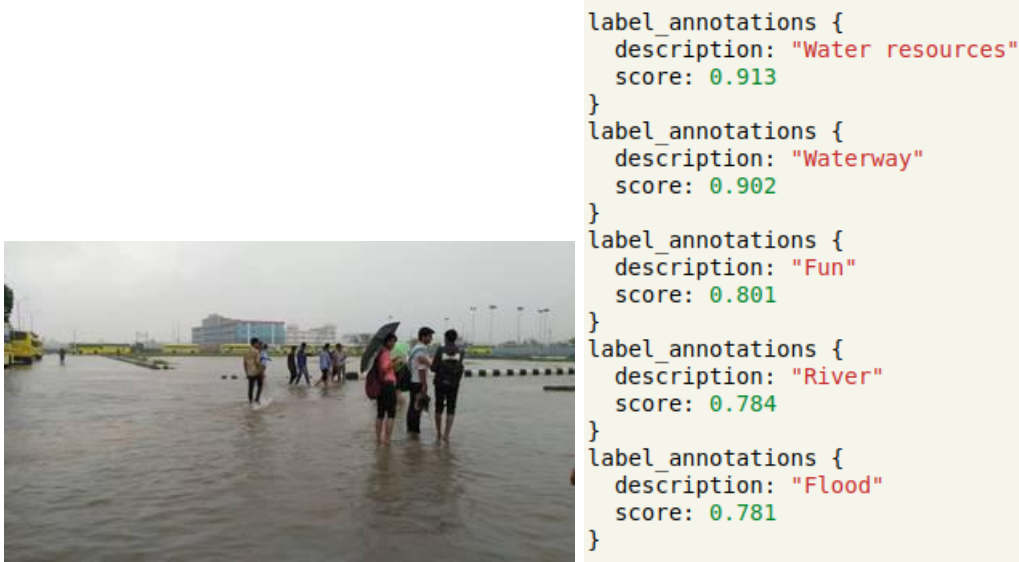 label_annotations {
  description: "Water resources"
  score: 0.913
}
label_annotations {
  description: "Waterway"
  score: 0.902
}
label_annotations {
  description: "Fun"
  score: 0.801
}
label_annotations {
  description: "River"
  score: 0.784
}
label_annotations {
  description: "Flood"
  score: 0.781
}